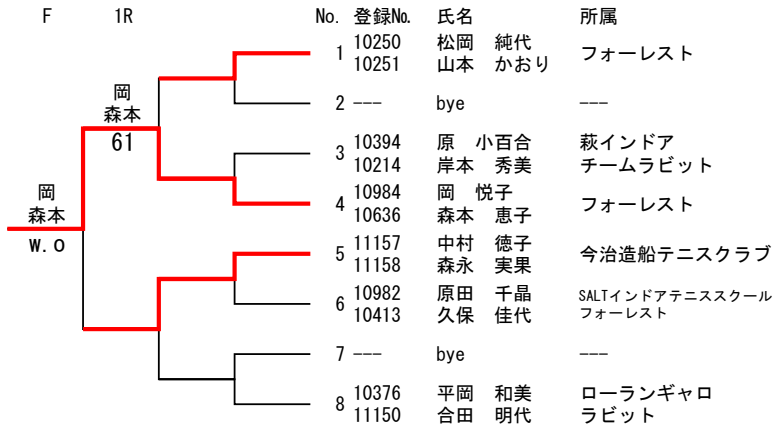 F 1R No. 登録No. 氏名 所属
1 10250 松岡 純代 フォーレスト
10251 山本 かおり
岡
森本
61
2 --- bye ---
3 10394 原 小百合 萩インドア
10214 岸本 秀美 チームラビット
岡
森本
W.O
4 10984 岡 悦子 フォーレスト
10636 森本 恵子
5 11157 中村 徳子 今治造船テニスクラブ
11158 森永 実果
6 10982 原田 千晶 SALTインドアテニススクール
10413 久保 佳代 フォーレスト
7 --- bye ---
8 10376 平岡 和美 ローランギャロ
11150 合田 明代 ラビット